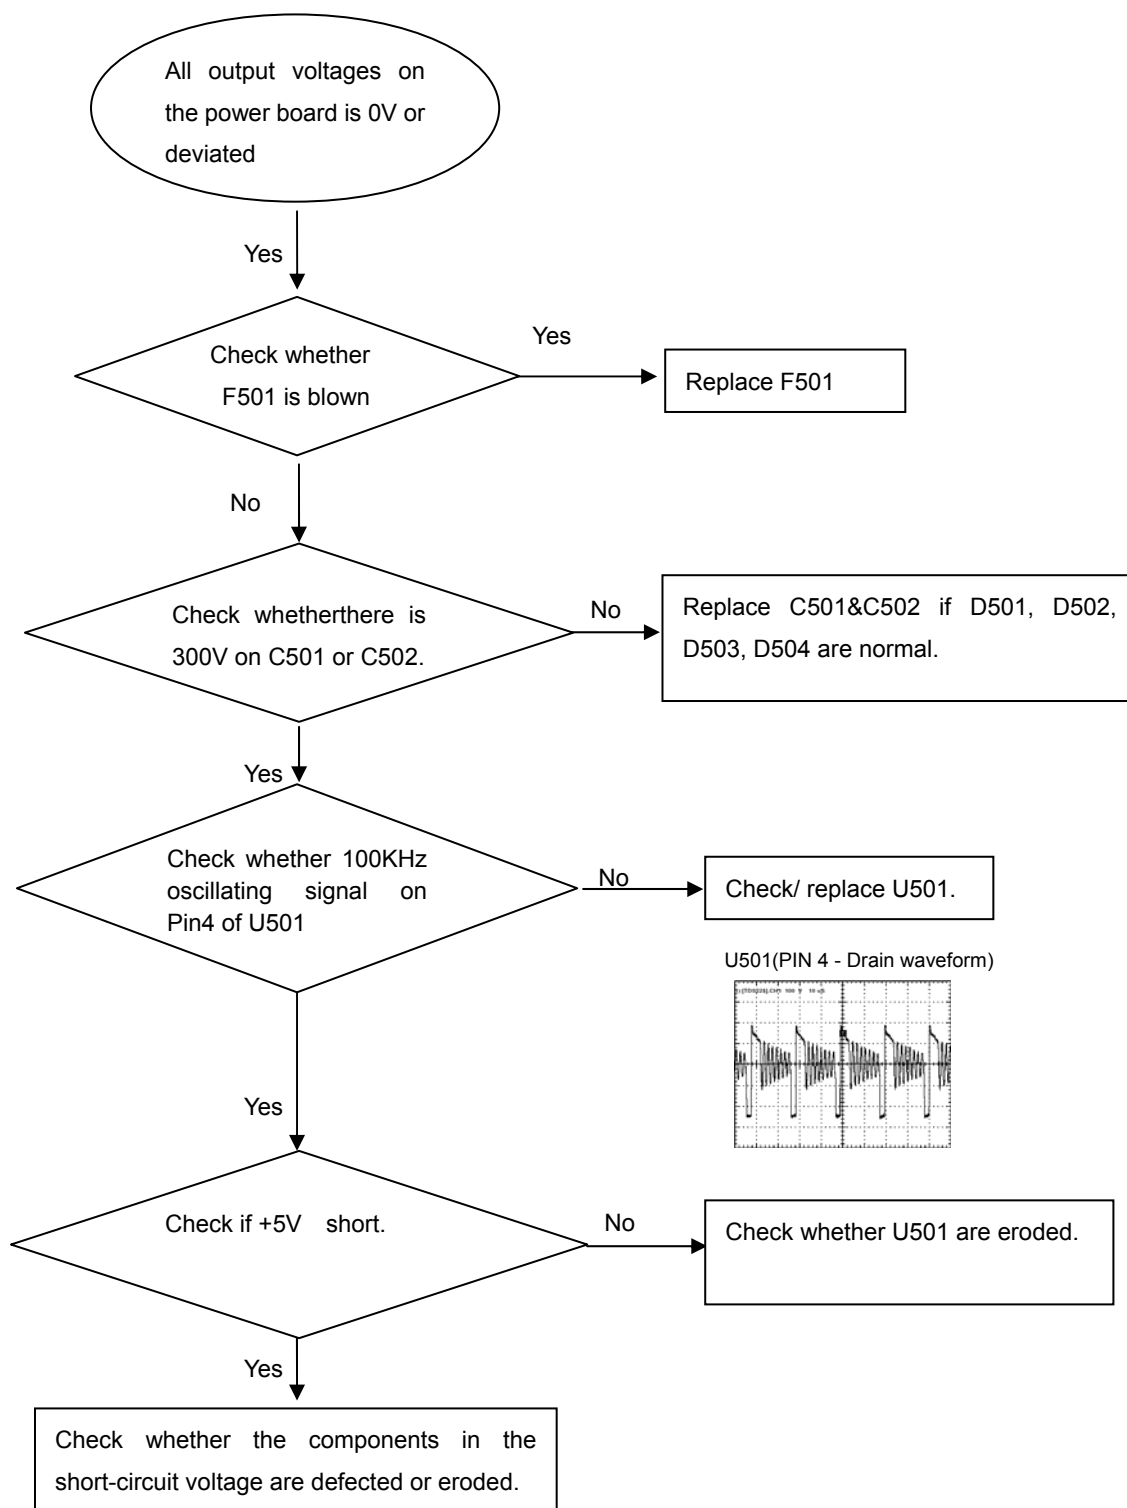 All output voltages on
the power board is 0V or
deviated
Yes
Check whether
F501 is blown
Yes
Replace F501
No
Check whetherthere is
300V on C501 or C502.
No
Replace C501&C502 if D501, D502,
D503, D504 are normal.
Yes
Check whether 100KHz
oscillating signal on
Pin4 of U501
No
Check/ replace U501.
U501(PIN 4 - Drain waveform)
Yes
Check if +5V short.
No
Check whether U501 are eroded.
Yes
Check whether the components in the
short-circuit voltage are defected or eroded.